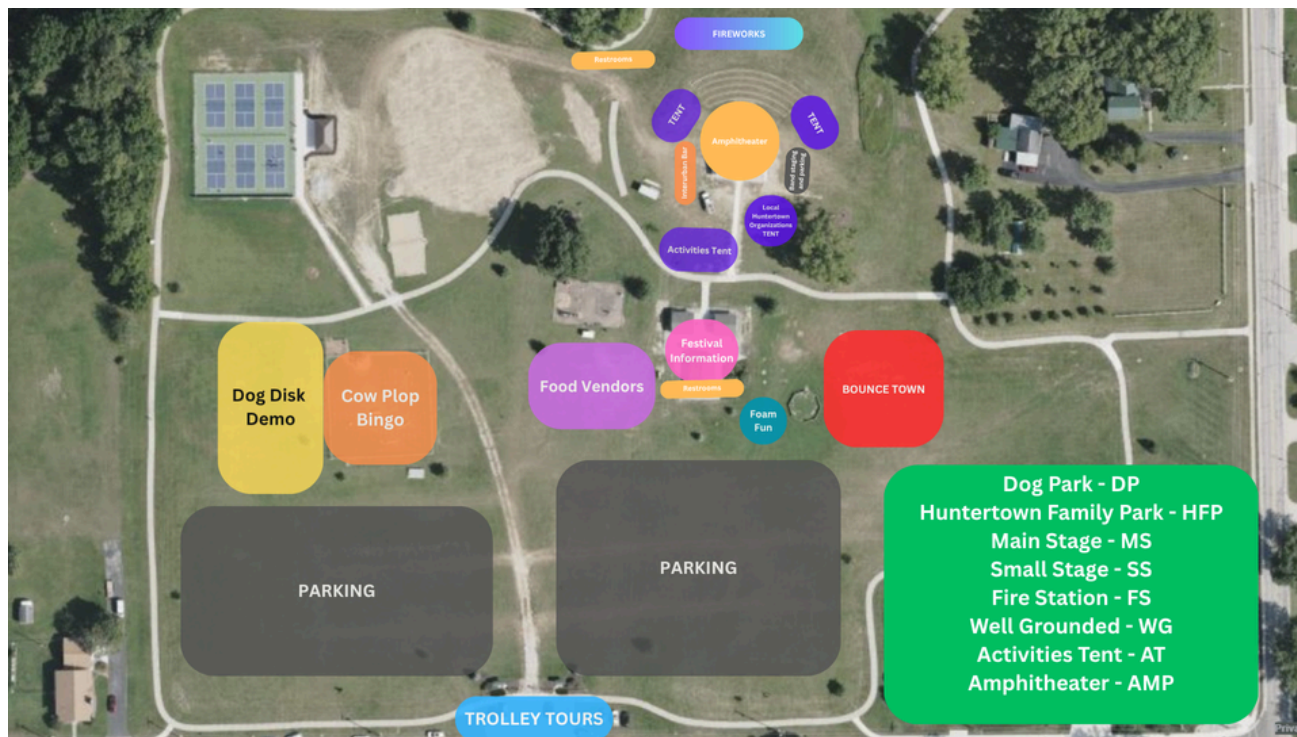 FIREWORKS
Restrooms
TENT
TENT
Amphitheater
Interurban Bar
Band staging
and parking
Local
Huntertown
Organizations
TENT
Activities Tent
Festival
Information
Restrooms
Food Vendors
BOUNCE TOWN
Dog Disk
Demo
Cow Plop
Bingo
Foam
Fun
PARKING
PARKING
Dog Park - DP
Huntertown Family Park - HFP
Main Stage - MS
Small Stage - SS
Fire Station - FS
Well Grounded - WG
Activities Tent - AT
Amphitheater - AMP
TROLLEY TOURS